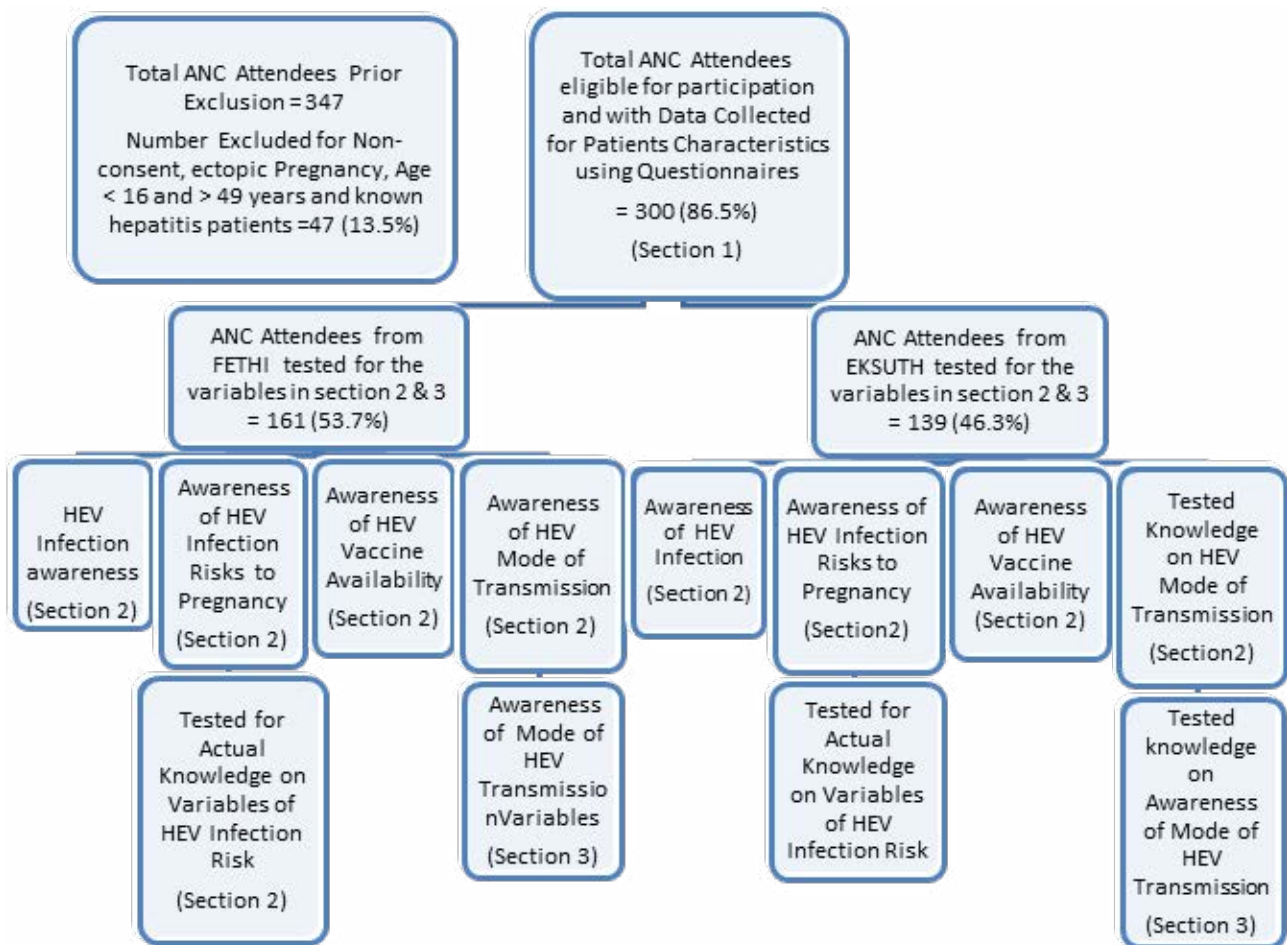 Total ANC Attendees Prior
Exclusion = 347
Number Excluded for Non-
consent, ectopic Pregnancy, Age
< 16 and > 49 years and known
hepatitis patients =47 (13.5%)
Total ANC Attendees
eligible for participation
and with Data Collected
for Patients Characteristics
using Questionnaires
= 300 (86.5%)
(Section 1)
ANC Attendees from
FETHI tested for the
variables in section 2 & 3
= 161 (53.7%)
ANC Attendees from
EKSUTH tested for the
variables in section 2 & 3
= 139 (46.3%)
HEV
Infection
awareness
(Section 2)
Awareness
of HEV
Infection
Risks to
Pregnancy
(Section 2)
Awareness
of HEV
Vaccine
Availability
(Section 2)
Awareness
of HEV
Mode of
Transmission
(Section 2)
Awareness
of HEV
Infection
(Section 2)
Awareness of
HEV Infection
Risks to
Pregnancy
(Section2)
Awareness
of HEV
Vaccine
Availability
(Section 2)
Tested
Knowledge
on HEV
Mode of
Transmission
(Section2)
Tested for
Actual
Knowledge on
Variables of
HEV Infection
Risk
(Section 2)
Awareness
of Mode of
HEV
Transmissio
nVariables
(Section 3)
Tested for
Actual
Knowledge
on Variables
of HEV
Infection Risk
Tested
knowledge
on
Awareness
of Mode of
HEV
Transmission
(Section 3)